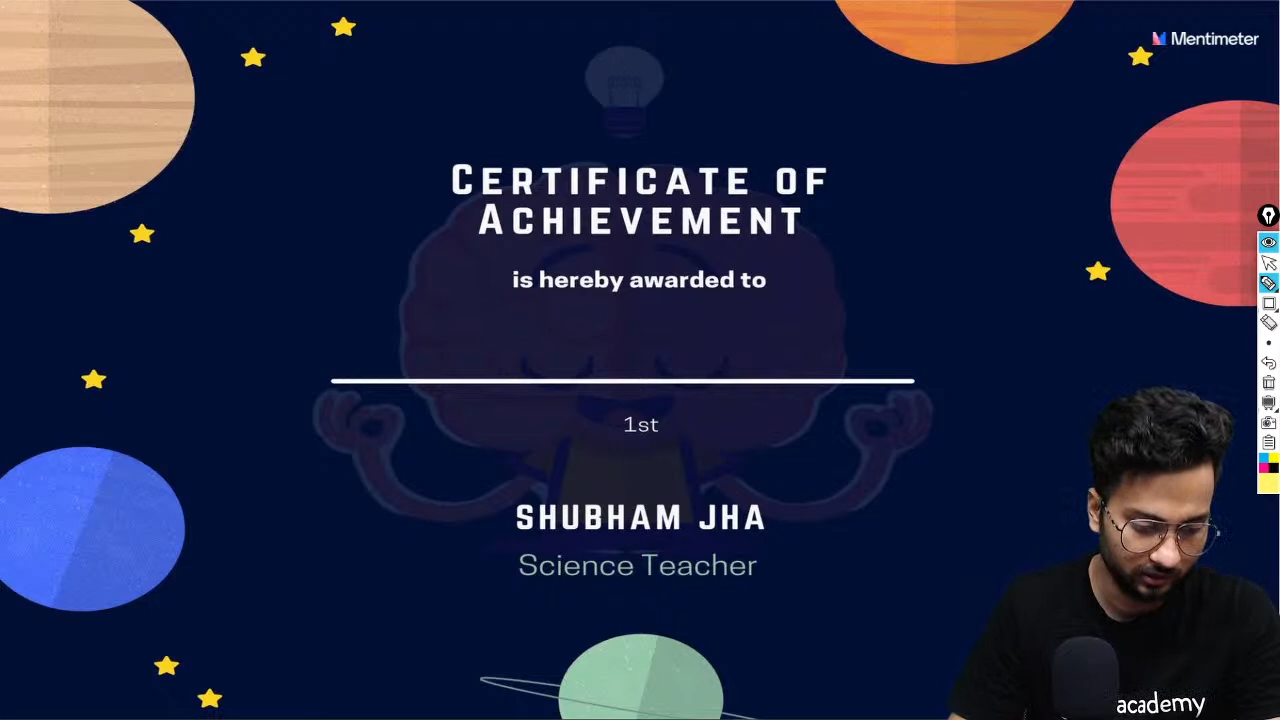 Mentimeter
CERTIFICATE OF
ACHIEVEMENT
is hereby awarded to
1st
SHUBHAM JHA
Science Teacher
academy